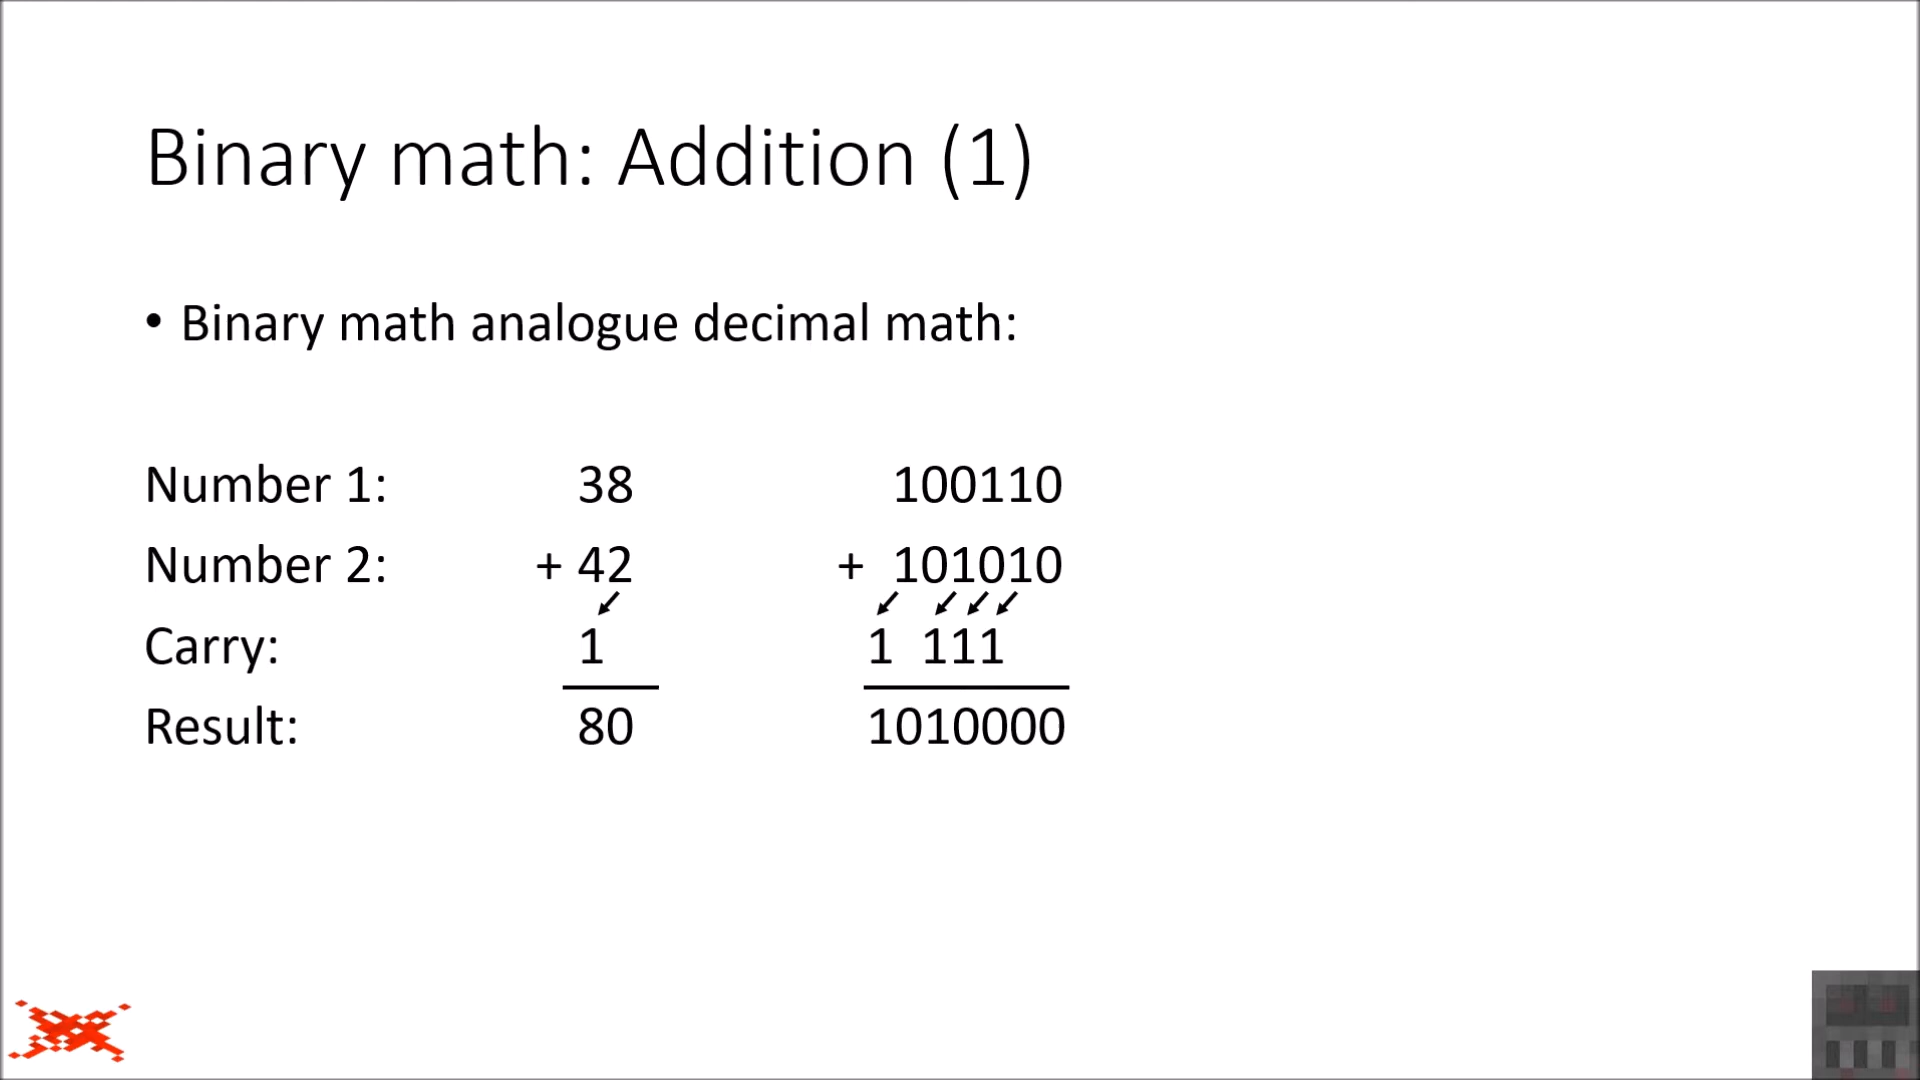 Binary math: Addition (1)
• Binary math analogue decimal math:
Number 1: 38 100110
Number 2: + 42 + 101010
Carry: 1 1 111
Result: 80 1010000